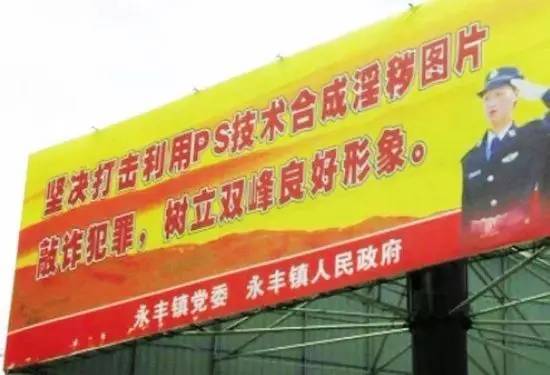 坚决打击利用PS技术合成淫秽图片
敲诈犯罪，树立双峰良好形象。
永丰镇党委 永丰镇人民政府